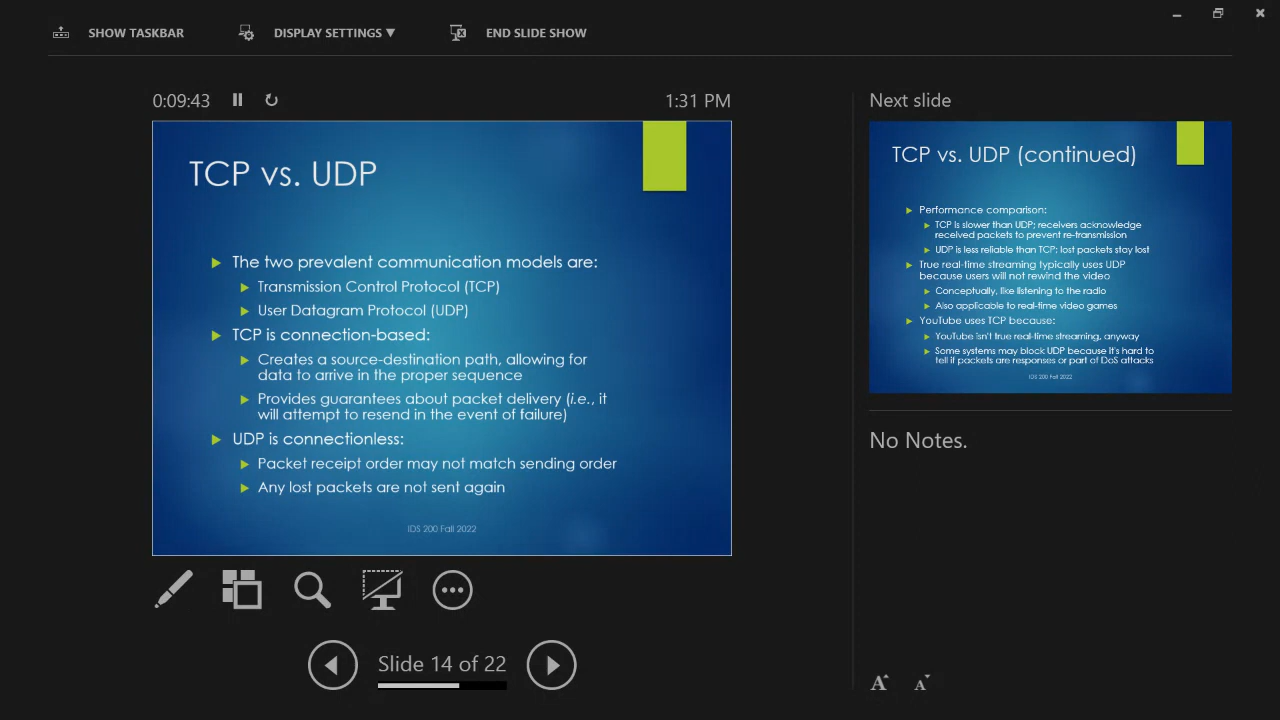 SHOW TASKBAR
DISPLAY SETTINGS ▼
END SLIDE SHOW
0:09:43
1:31 PM
TCP vs. UDP
The two prevalent communication models are:
Transmission Control Protocol (TCP)
User Datagram Protocol (UDP)
TCP is connection-based:
Creates a source-destination path, allowing for
data to arrive in the proper sequence
Provides guarantees about packet delivery (i.e., it
will attempt to resend in the event of failure)
UDP is connectionless:
Packet receipt order may not match sending order
Any lost packets are not sent again
IDS 200 Fall 2022
Slide 14 of 22
Next slide
TCP vs. UDP (continued)
Performance comparison:
TCP is slower than UDP; receivers acknowledge
received packets to prevent re-transmission
UDP is less reliable than TCP; lost packets stay lost
True real-time streaming typically uses UDP
because users will not rewind the video
Conceptually, like listening to the radio
Also applicable to real-time video games
YouTube uses TCP because:
YouTube isn't true real-time streaming, anyway
Some systems may block UDP because it's hard to
tell if packets are responses or part of DoS attacks
IDS 200 Fall 2022
No Notes.
A A